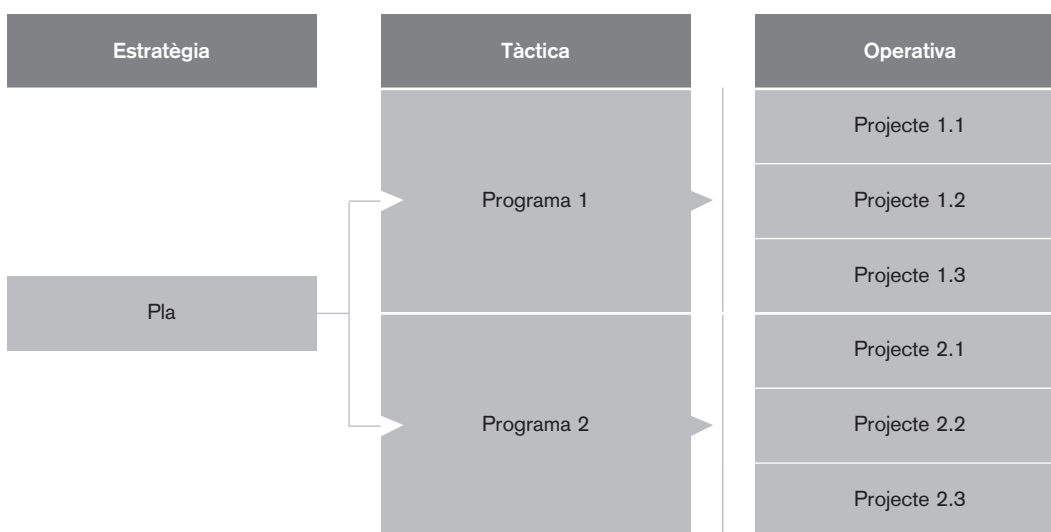 Estratègia
Tàctica
Operativa
Pla
Programa 1
Programa 2
Projecte 1.1
Projecte 1.2
Projecte 1.3
Projecte 2.1
Projecte 2.2
Projecte 2.3